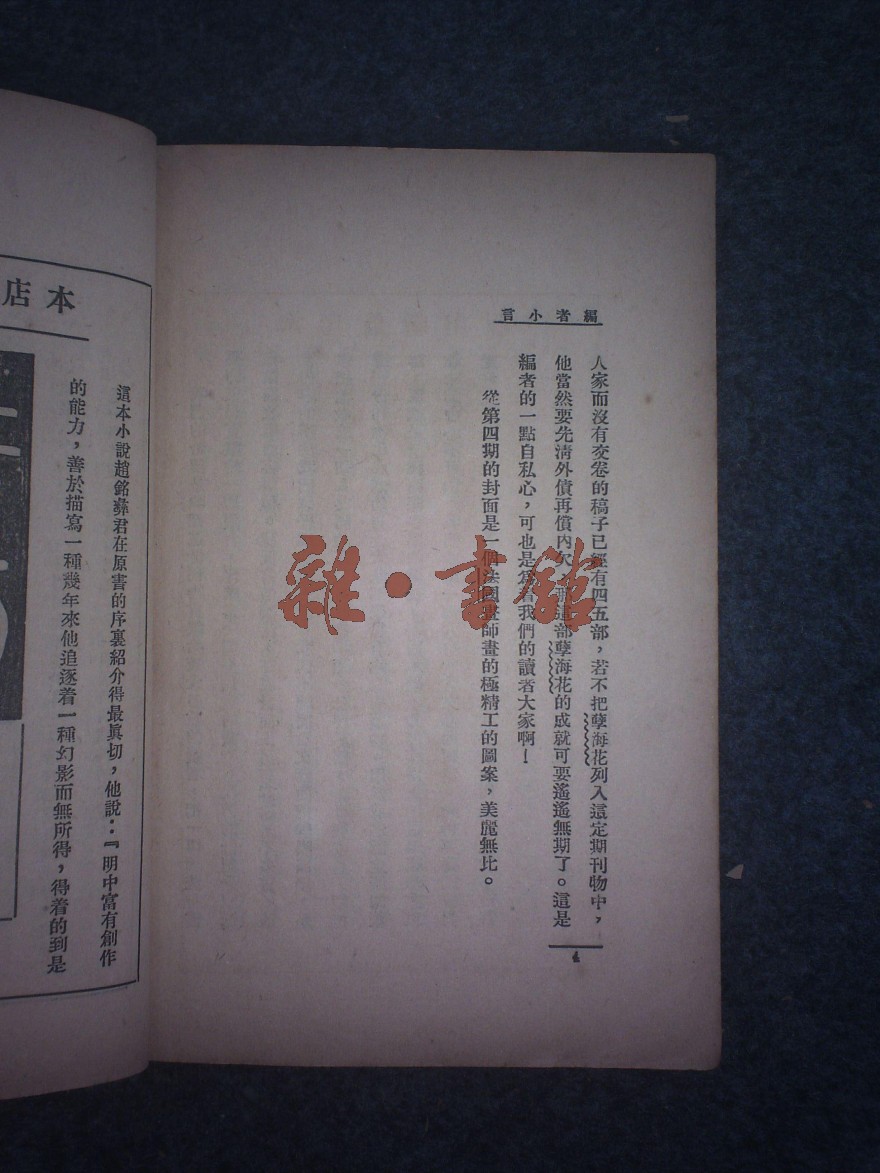 編者小言
人家而沒有交卷的稿子已經有四五部，若不把孽海花列入這定期刊物中，
他當然要先清外債再償內欠，那這部孽海花的成就可要遙遙無期了。這是
編者的一點自私心，可也是爲着我們的讀者大家啊！
從第四期的封面是一個法國畫師畫的極精工的圖案，美麗無比。
4
雜·書館
本店
這本小說趙銘彝君在原書的序裏紹介得最眞切，他說：『明中富有創作
的能力，善於描寫一種幾年來他追逐着一種幻影而無所得，得着的到是